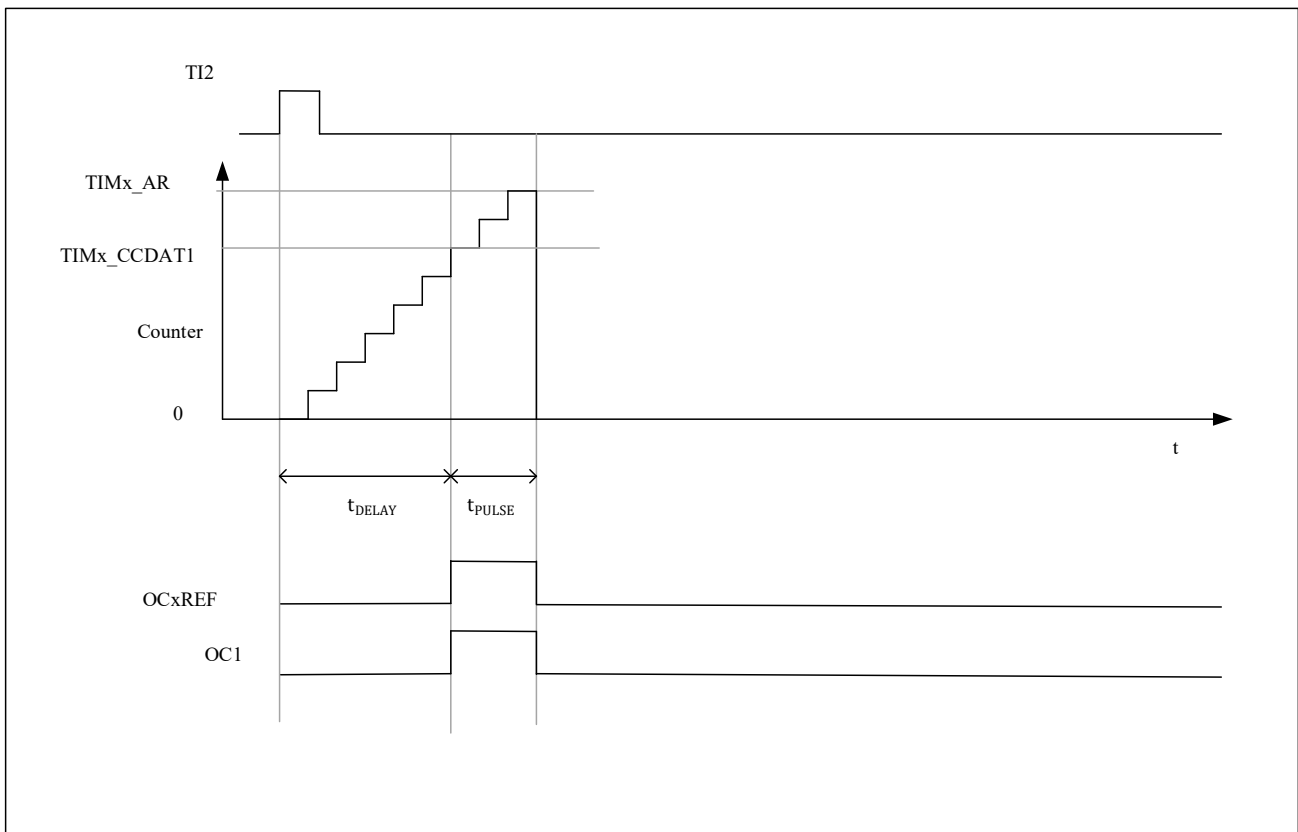 TI2
TIMx_AR
TIMx_CCDAT1
Counter
0
t
tDELAY
tPULSE
OCxREF
OC1